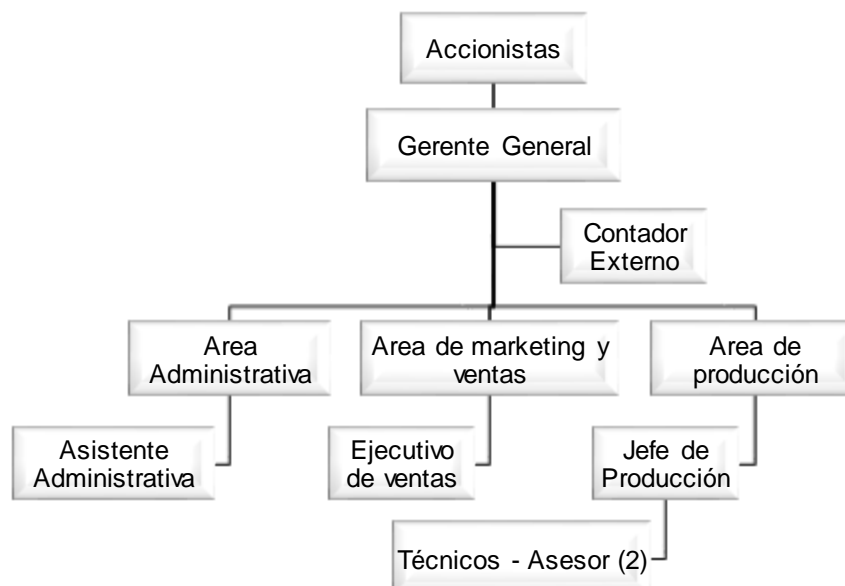 Accionistas
Gerente General
Contador
Externo
Area
Administrativa
Area de marketing y
ventas
Area de
producción
Asistente
Administrativa
Ejecutivo
de ventas
Jefe de
Producción
Técnicos - Asesor (2)